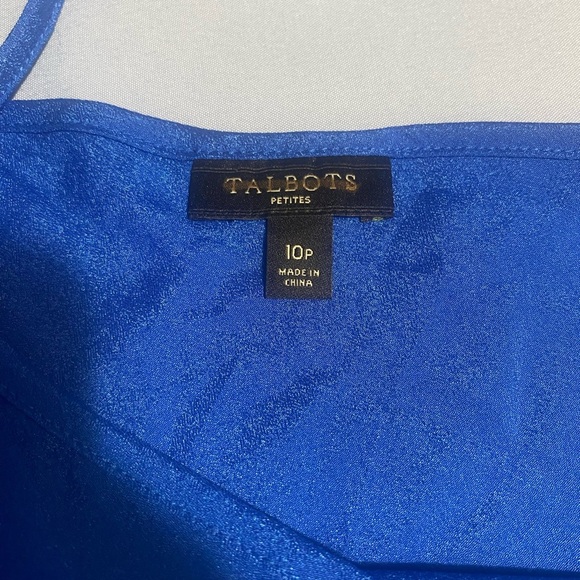 TALBOTS
PETITES
10P
MADE IN
CHINA